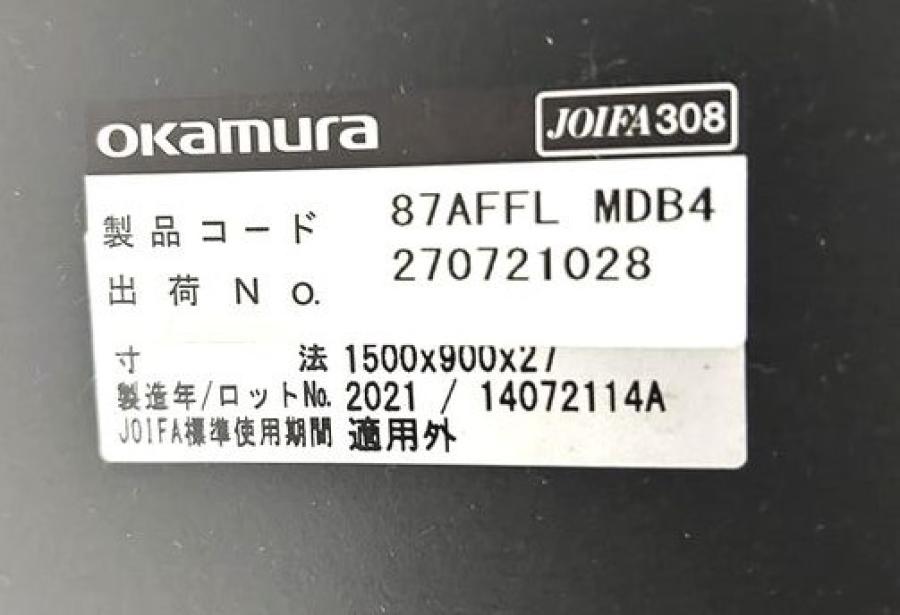 okamura
JOIFA308
製品コード 87AFFL MDB4
出荷No. 270721028
寸法 1500x900x27
製造年/ロットNo. 2021 / 14072114A
JOIFA標準使用期間 適用外